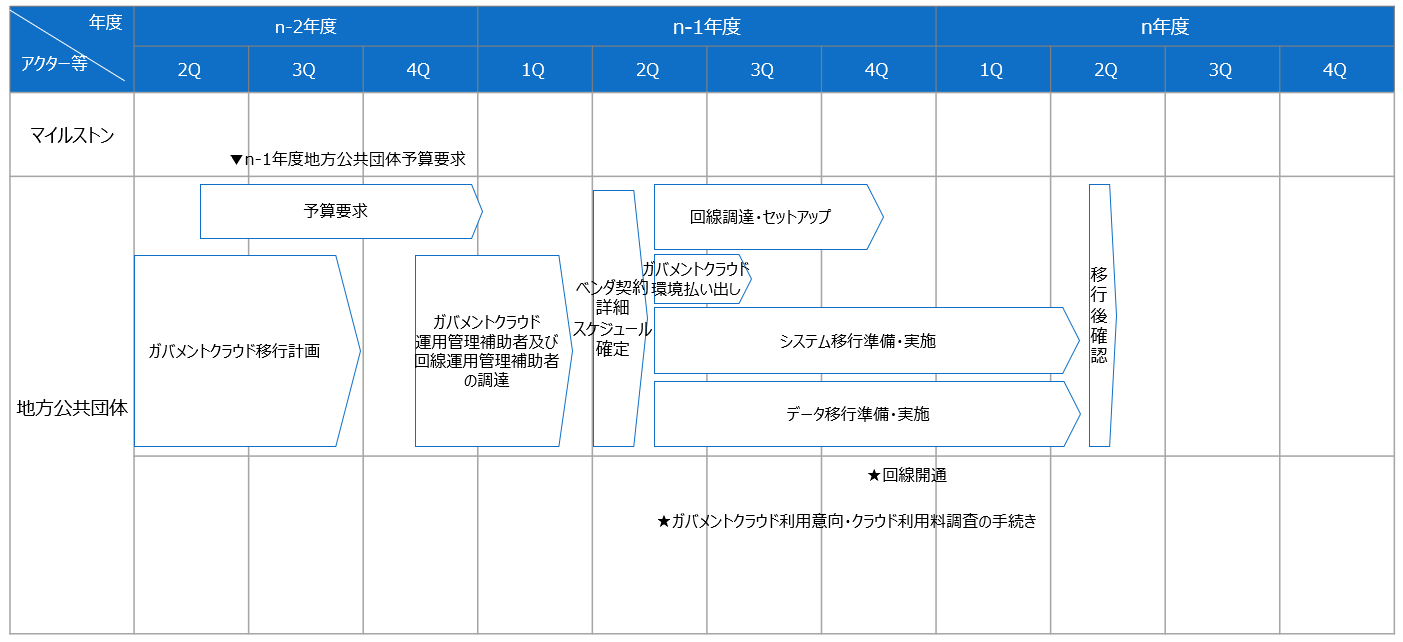 年度
アクター等
n-2年度
n-1年度
n年度
2Q
3Q
4Q
1Q
2Q
3Q
4Q
1Q
2Q
3Q
4Q
マイルストン
▼n-1年度地方公共団体予算要求
地方公共団体
予算要求
ガバメントクラウド移行計画
ガバメントクラウド
運用管理補助者及び
回線運用管理補助者
の調達
ベンダ契約
詳細
スケジュール
確定
回線調達・セットアップ
ガバメントクラウド
環境払い出し
システム移行準備・実施
データ移行準備・実施
移
行
後
確
認
★回線開通
★ガバメントクラウド利用意向・クラウド利用料調査の手続き